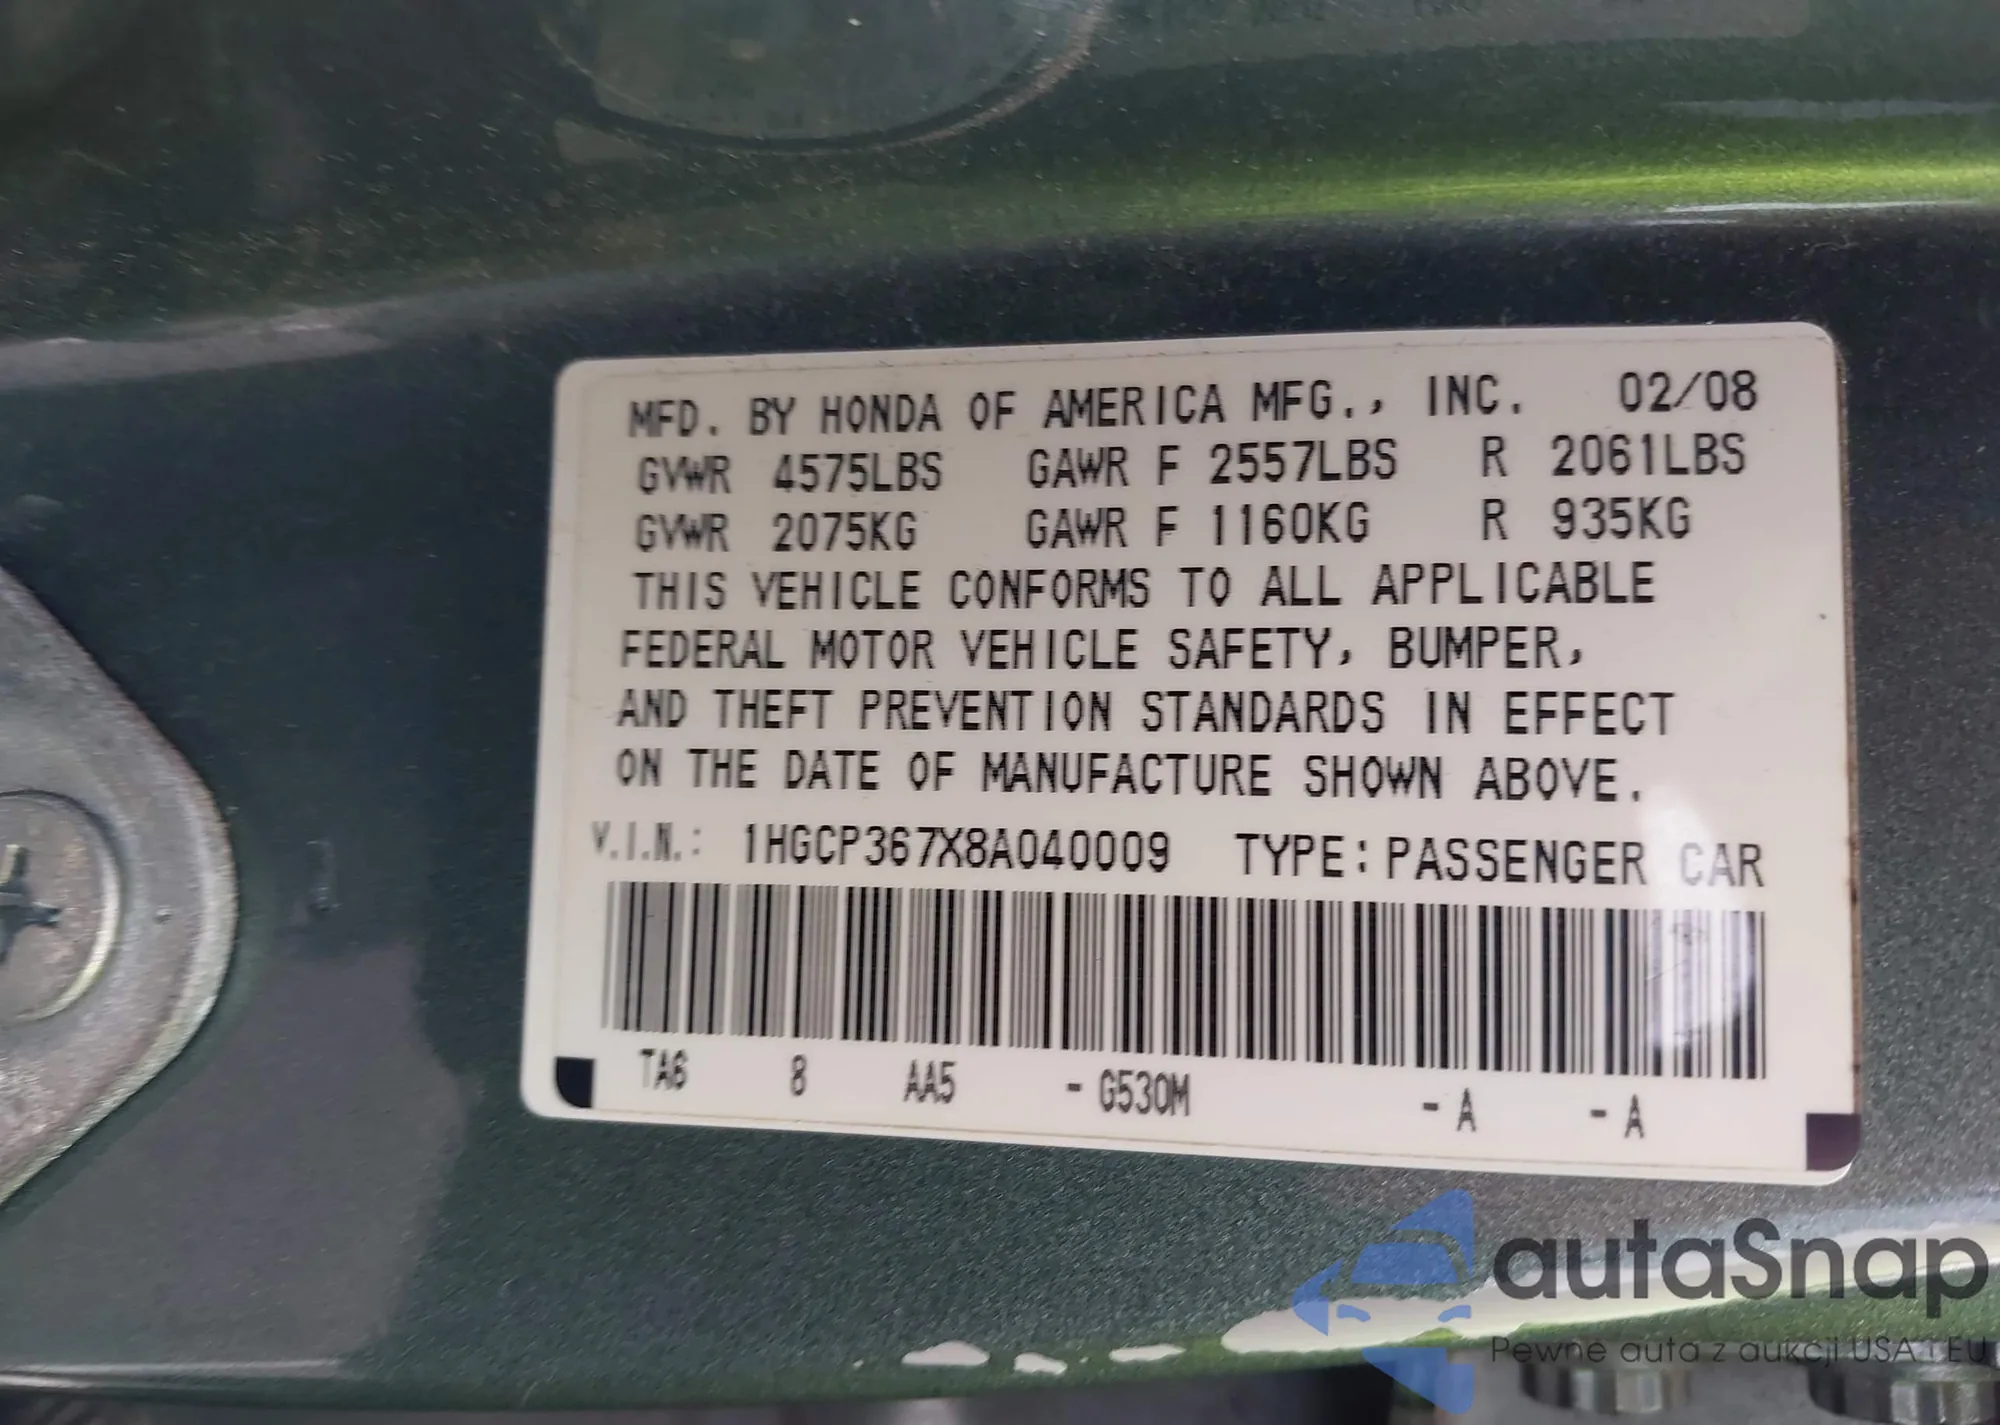 MFD. BY HONDA OF AMERICA MFG., INC. 02/08
GVWR 4575LBS GAWR F 2557LBS R 2061LBS
GVWR 2075KG GAWR F 1160KG R 935KG
THIS VEHICLE CONFORMS TO ALL APPLICABLE
FEDERAL MOTOR VEHICLE SAFETY, BUMPER,
AND THEFT PREVENTION STANDARDS IN EFFECT
ON THE DATE OF MANUFACTURE SHOWN ABOVE.
V.I.N.: 1HGCP367X8A040009 TYPE: PASSENGER CAR
TA6 8 AA5 - G530M - A - A
autaSnap
Pewne auta z aukcji USA i EU